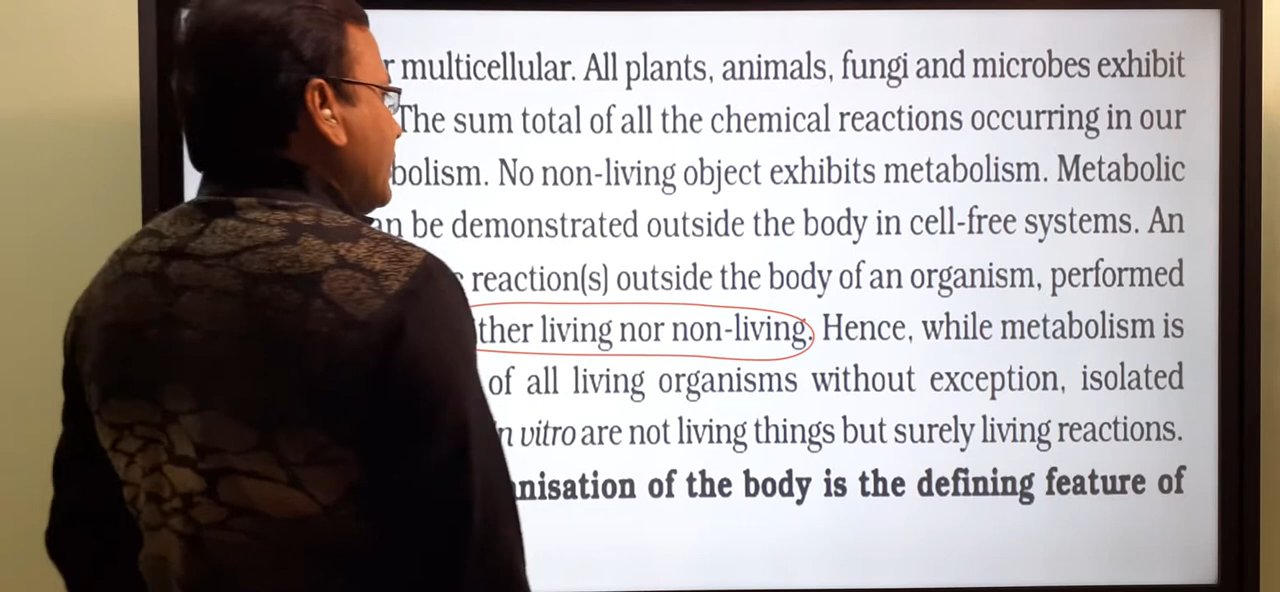 multicellular. All plants, animals, fungi and microbes exhibit
The sum total of all the chemical reactions occurring in our
bolism. No non-living object exhibits metabolism. Metabolic
be demonstrated outside the body in cell-free systems. An
reaction(s) outside the body of an organism, performed
ther living nor non-living. Hence, while metabolism is
of all living organisms without exception, isolated
n vitro are not living things but surely living reactions.
nisation of the body is the defining feature of